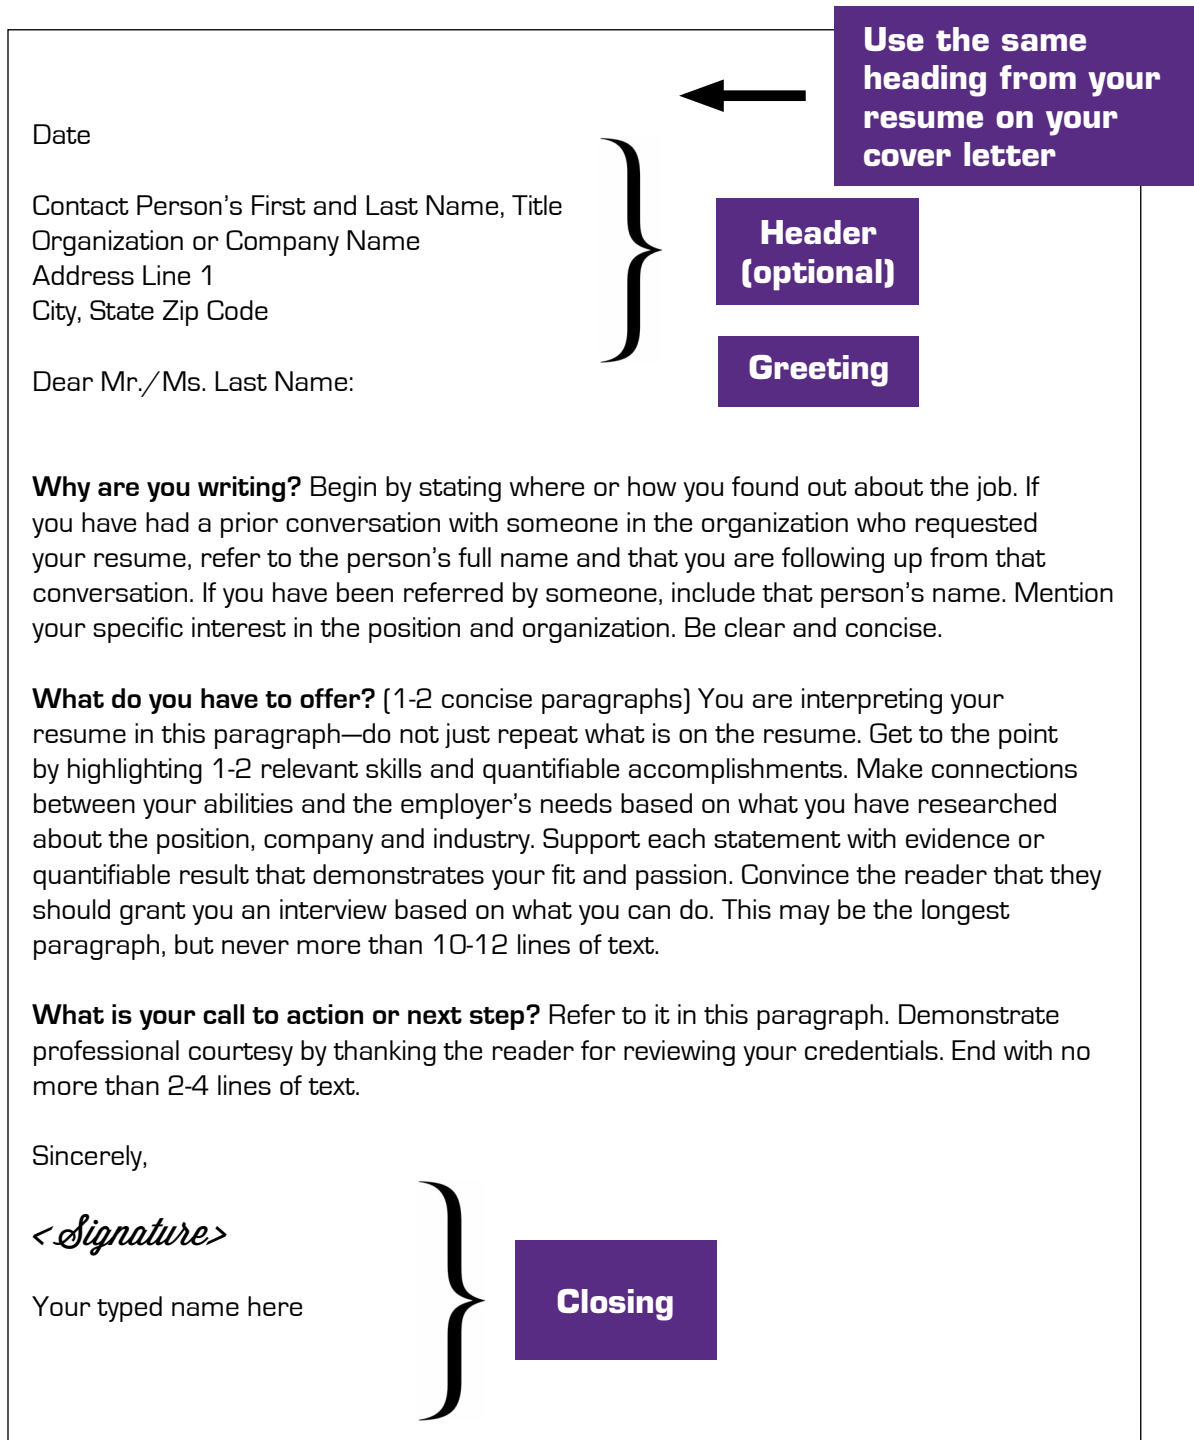 Use the same
heading from your
resume on your
cover letter
Date
Contact Person's First and Last Name, Title
Organization or Company Name
Address Line 1
City, State Zip Code
Header
(optional)
Dear Mr./Ms. Last Name:
Greeting
Why are you writing? Begin by stating where or how you found out about the job. If
you have had a prior conversation with someone in the organization who requested
your resume, refer to the person's full name and that you are following up from that
conversation. If you have been referred by someone, include that person's name. Mention
your specific interest in the position and organization. Be clear and concise.
What do you have to offer? (1-2 concise paragraphs) You are interpreting your
resume in this paragraph—do not just repeat what is on the resume. Get to the point
by highlighting 1-2 relevant skills and quantifiable accomplishments. Make connections
between your abilities and the employer's needs based on what you have researched
about the position, company and industry. Support each statement with evidence or
quantifiable result that demonstrates your fit and passion. Convince the reader that they
should grant you an interview based on what you can do. This may be the longest
paragraph, but never more than 10-12 lines of text.
What is your call to action or next step? Refer to it in this paragraph. Demonstrate
professional courtesy by thanking the reader for reviewing your credentials. End with no
more than 2-4 lines of text.
Sincerely,
<Signature>
Your typed name here
Closing